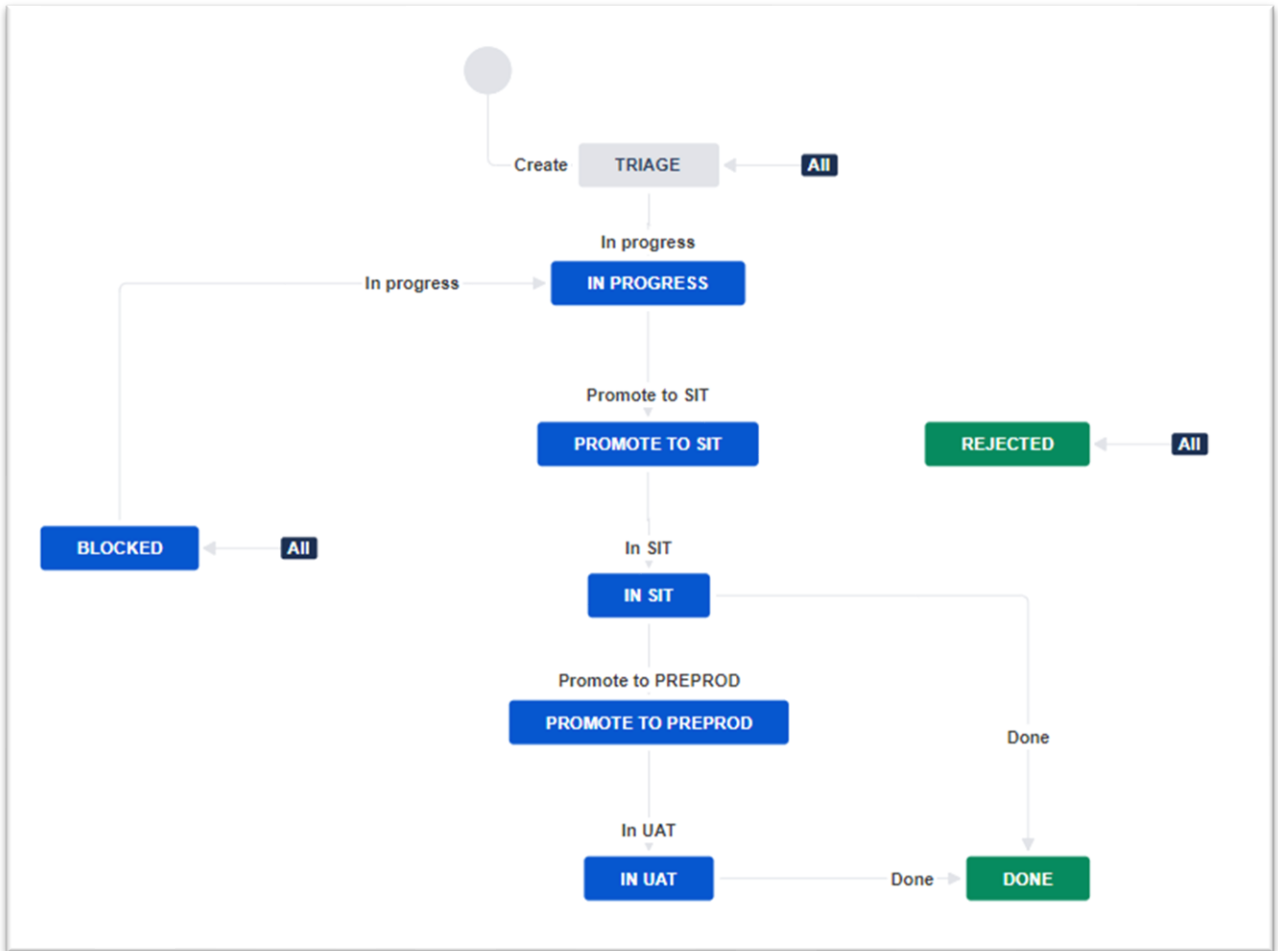 Create
TRIAGE
All
In progress
In progress
IN PROGRESS
Promote to SIT
PROMOTE TO SIT
REJECTED
All
BLOCKED
All
In SIT
IN SIT
Promote to PREPROD
PROMOTE TO PREPROD
Done
In UAT
IN UAT
Done
DONE